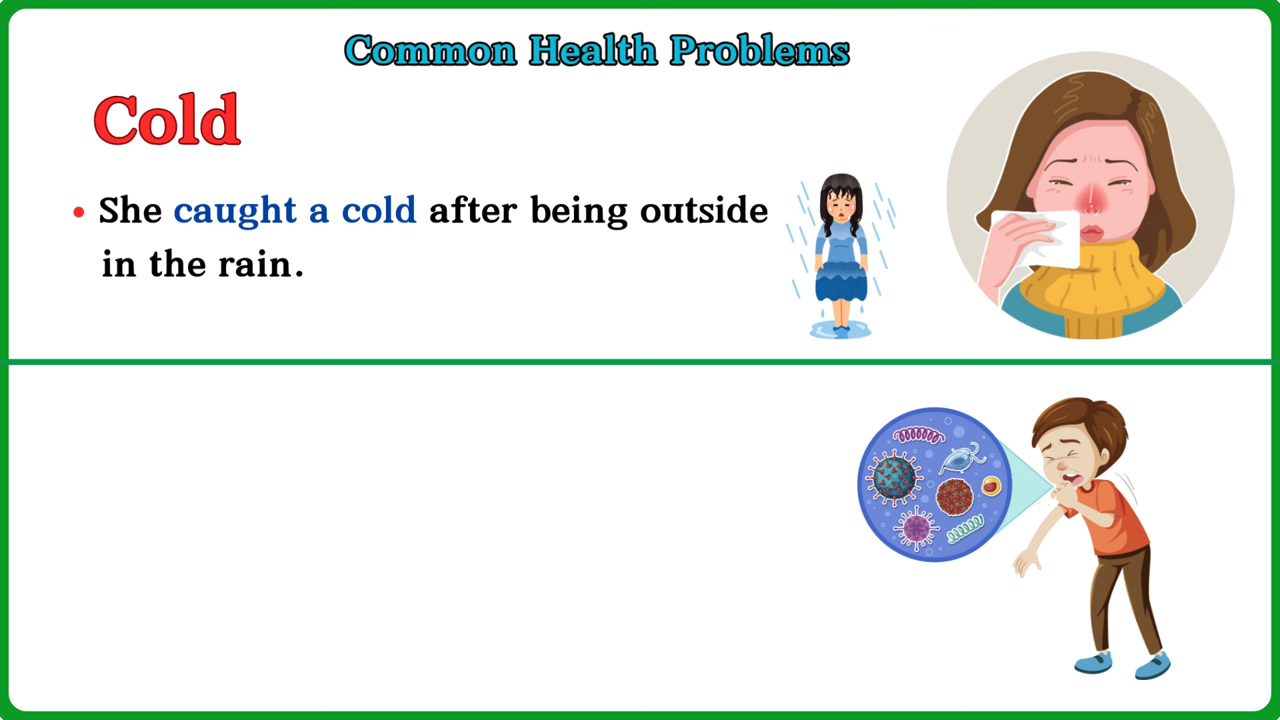 Common Health Problems
Cold
• She caught a cold after being outside
in the rain.